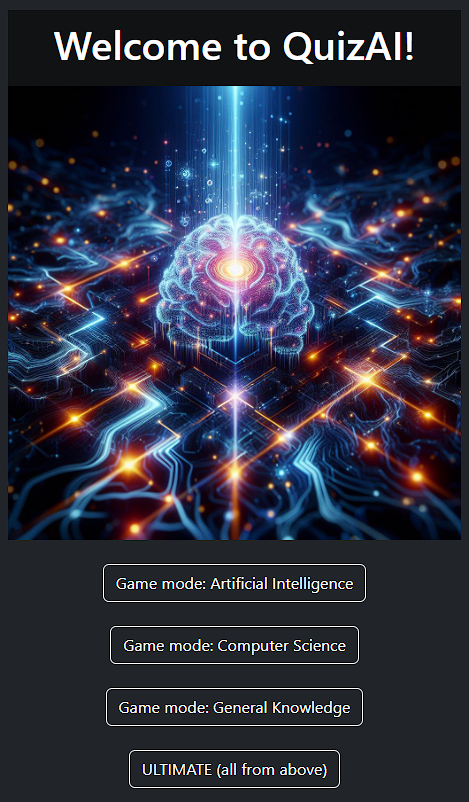 Welcome to QuizAI!
Game mode: Artificial Intelligence
Game mode: Computer Science
Game mode: General Knowledge
ULTIMATE (all from above)